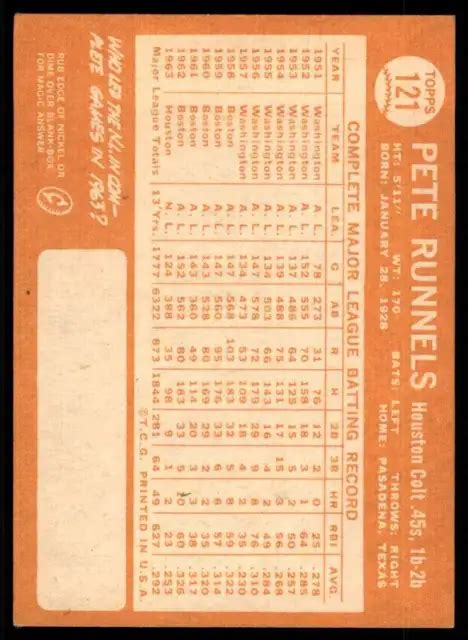 TOPPS
121
PETE RUNNELS Houston Colt .45s, 1b-2b
HT: 5'11" WT: 170 BATS: LEFT THROWS: RIGHT
BORN: JANUARY 28, 1928 HOME: PASADENA, TEXAS
COMPLETE MAJOR LEAGUE BATTING RECORD
YEAR TEAM LEA. G AB R H 2B 3B HR RBI AVG.
1951 Washington A. L. 78 273 31 76 12 2 0 25 .278
1952 Washington A. L. 152 555 70 158 18 3 1 64 .285
1953 Washington A. L. 137 486 64 125 15 5 2 50 .257
1954 Washington A. L. 139 488 75 131 17 15 3 56 .268
1955 Washington A. L. 134 503 66 143 16 4 2 49 .284
1956 Washington A. L. 147 578 72 179 29 9 8 76 .310
1957 Washington A. L. 134 473 53 109 18 4 2 35 .230
1958 Boston A. L. 147 568 103 183 32 5 8 59 .322
1959 Boston A. L. 147 560 95 176 33 6 6 57 .314
1960 Boston A. L. 143 528 80 169 29 2 2 35 .320
1961 Boston A. L. 143 360 49 114 20 3 3 38 .317
1962 Boston A. L. 152 562 80 183 33 5 10 60 .326
1963 Houston N. L. 124 388 35 98 9 1 2 23 .253
Major League Totals 13 Yrs. 1777 6322 873 1844 281 64 49 627 .292
©T.C.G. PRINTED IN U.S.A.
WHO LED THE N.L. IN COM-
PLETE GAMES IN 1963?
RUB EDGE OF NICKEL OR
DIME OVER BLANK-BOX
FOR MAGIC ANSWER